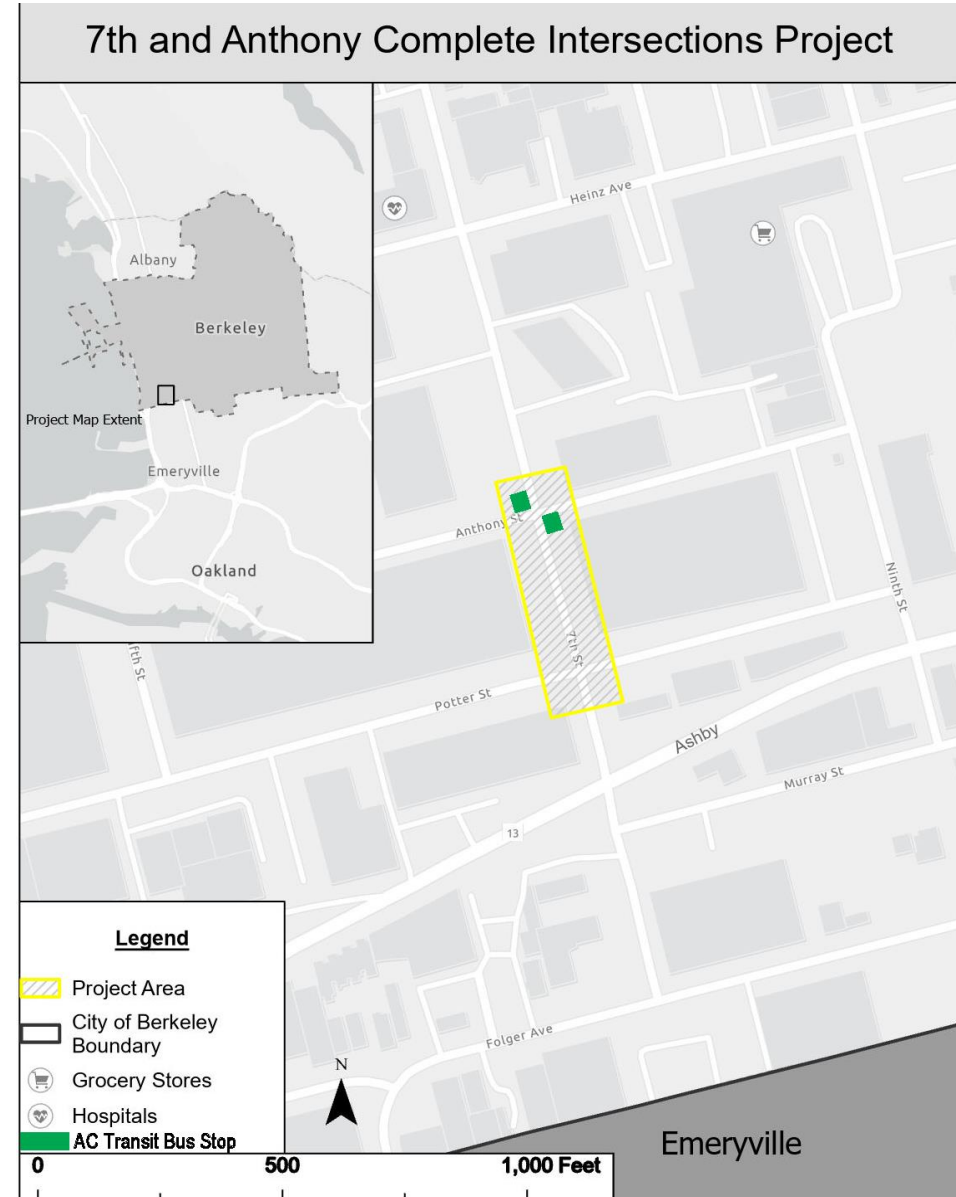 7th and Anthony Complete Intersections Project
Albany
Berkeley
Project Map Extent
Emeryville
Oakland
Heinz Ave
Anthony St
7th St
Ninth St
fth St
Potter St
Ashby
Murray St
13
Folger Ave
Emeryville
Legend
Project Area
City of Berkeley
Boundary
Grocery Stores
Hospitals
AC Transit Bus Stop
N
0 500 1,000 Feet